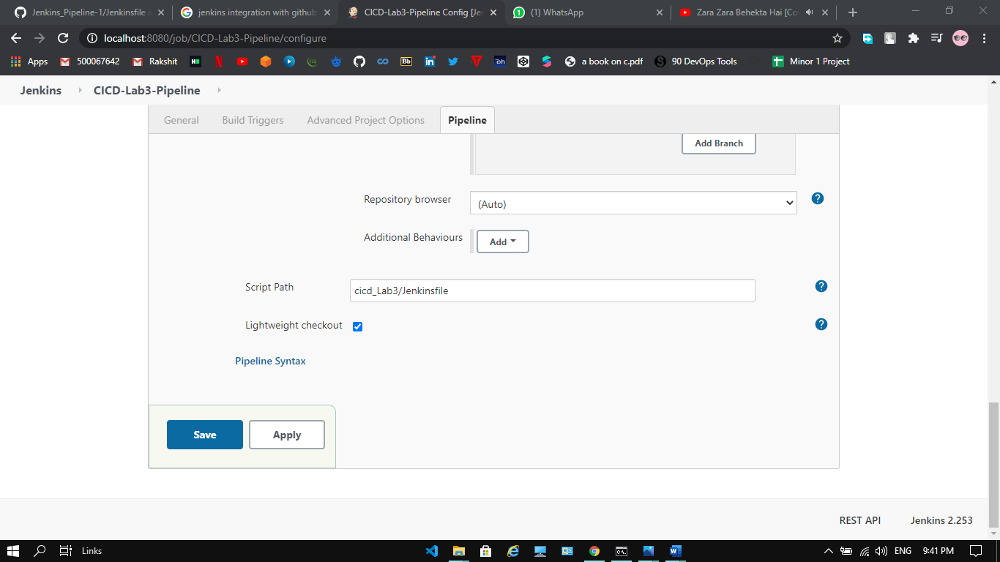 Jenkins_Pipeline-1/Jenkinsfile a
jenkins integration with github
CICD-Lab3-Pipeline Config [Jen
(1) WhatsApp
Zara Zara Behekta Hai [Co
localhost:8080/job/CICD-Lab3-Pipeline/configure
Apps
500067642
Rakshit
a book on c.pdf
90 DevOps Tools
Minor 1 Project
Jenkins
CICD-Lab3-Pipeline
General
Build Triggers
Advanced Project Options
Pipeline
Add Branch
Repository browser
(Auto)
Additional Behaviours
Add
Script Path
cicd_Lab3/Jenkinsfile
Lightweight checkout
Pipeline Syntax
Save
Apply
REST API
Jenkins 2.253
Links
ENG
9:41 PM